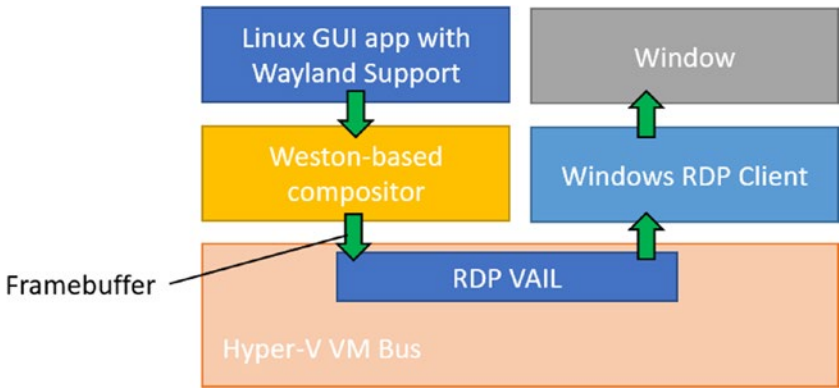 Linux GUI app with
Wayland Support
Window
Weston-based
compositor
Windows RDP Client
Framebuffer
RDP VAIL
Hyper-V VM Bus